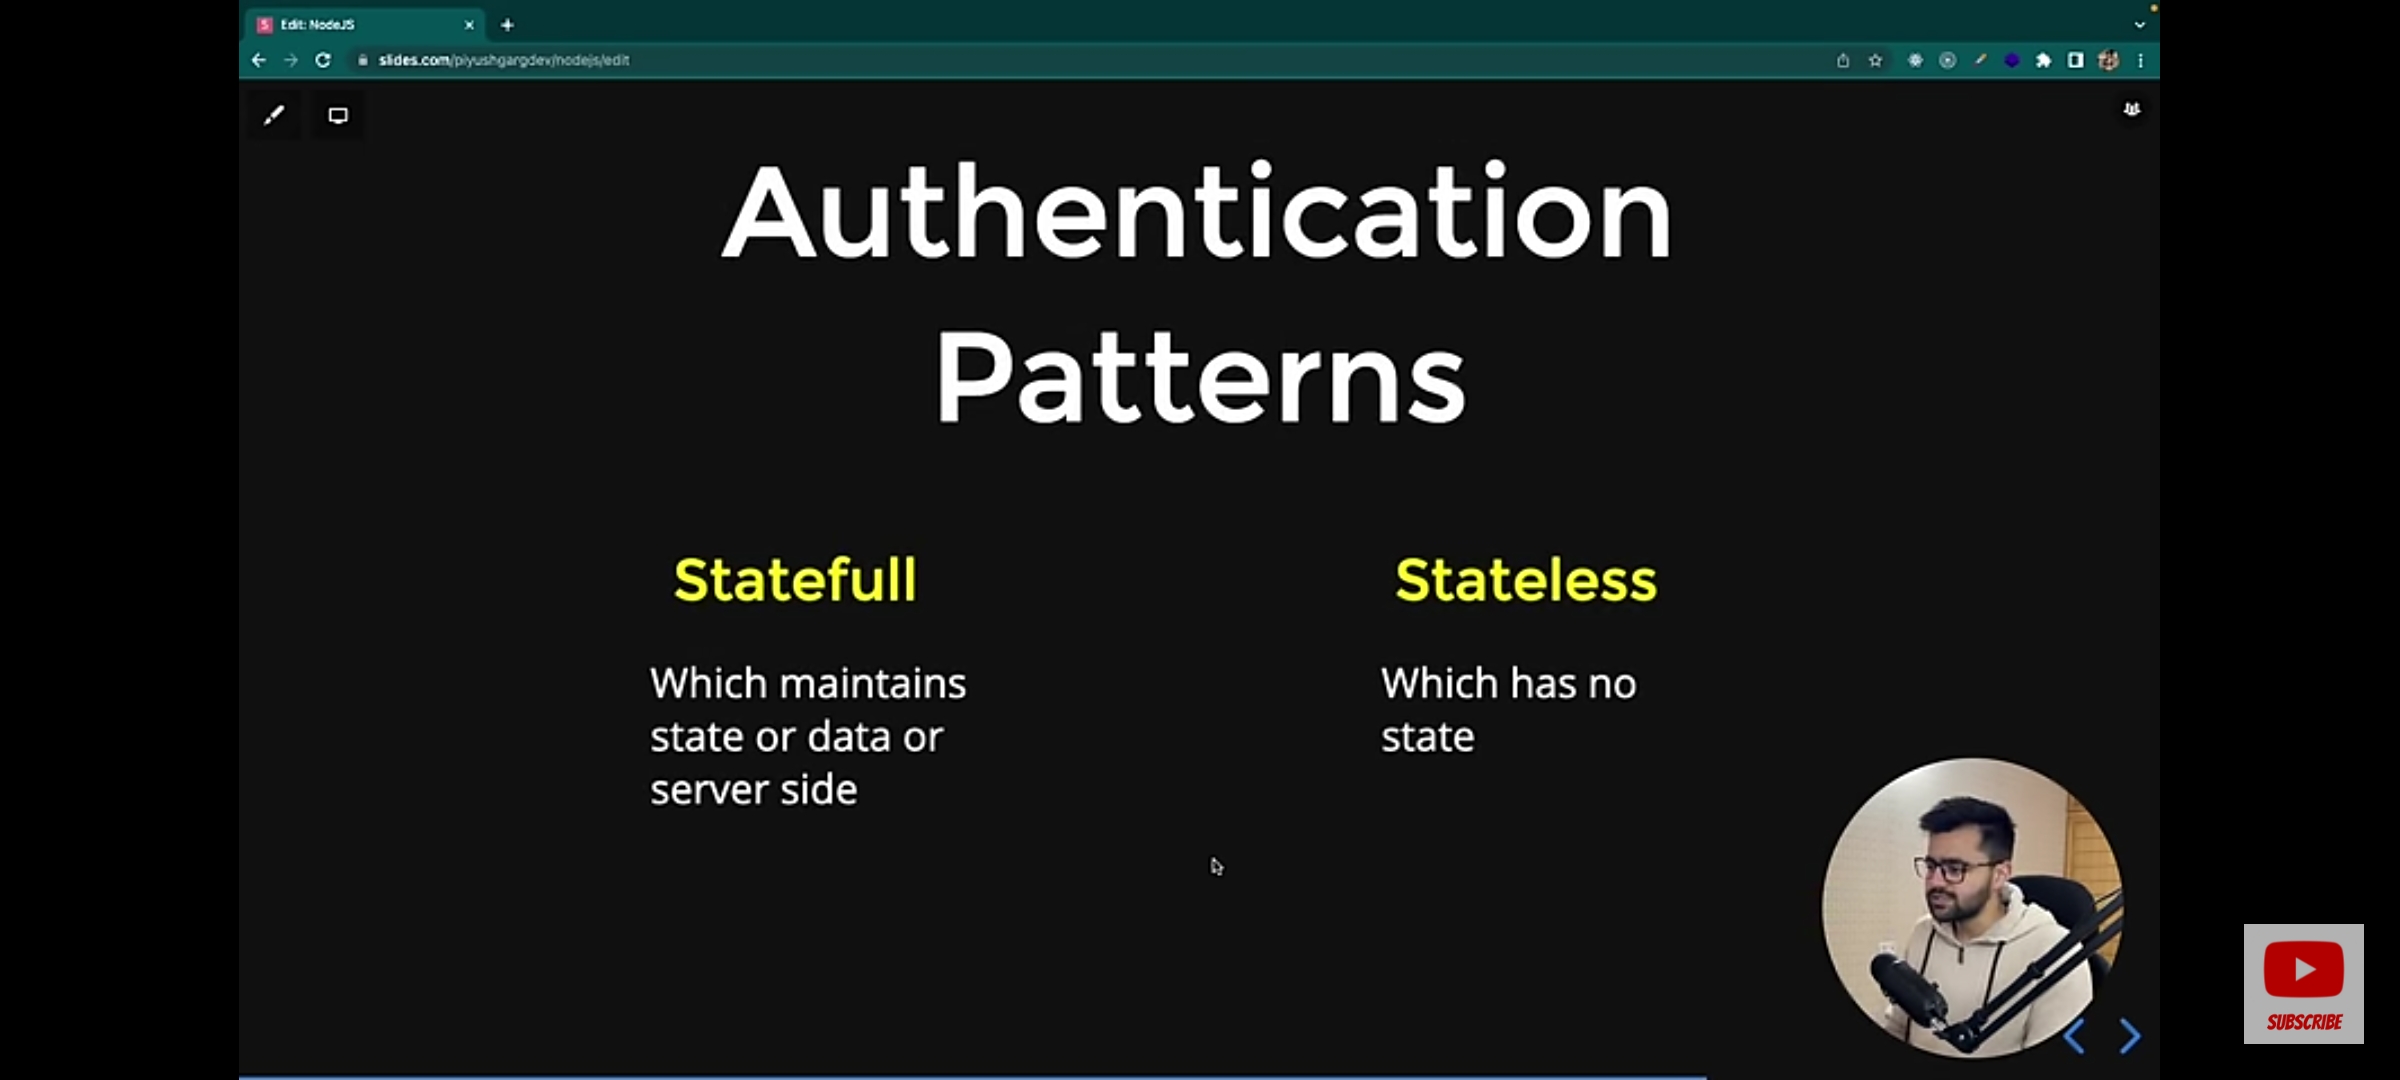 Edit: NodeJS
slides.com/piyushgargdev/nodejs/edit
Authentication
Patterns
Statefull
Which maintains
state or data or
server side
Stateless
Which has no
state
SUBSCRIBE